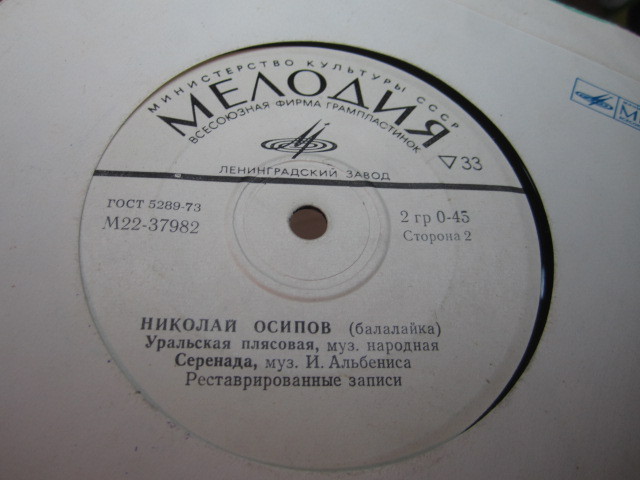 МИНИСТЕРСТВО КУЛЬТУРЫ СССР
МЕЛОДИЯ
ВСЕСОЮЗНАЯ ФИРМА ГРАМПЛАСТИНОК
▽33
ЛЕНИНГРАДСКИЙ ЗАВОД
ГОСТ 5289-73
М22-37982
2 гр 0-45
Сторона 2
НИКОЛАЙ ОСИПОВ (балалайка)
Уральская плясовая, муз. народная
Серенада, муз. И. Альбениса
Реставрированные записи